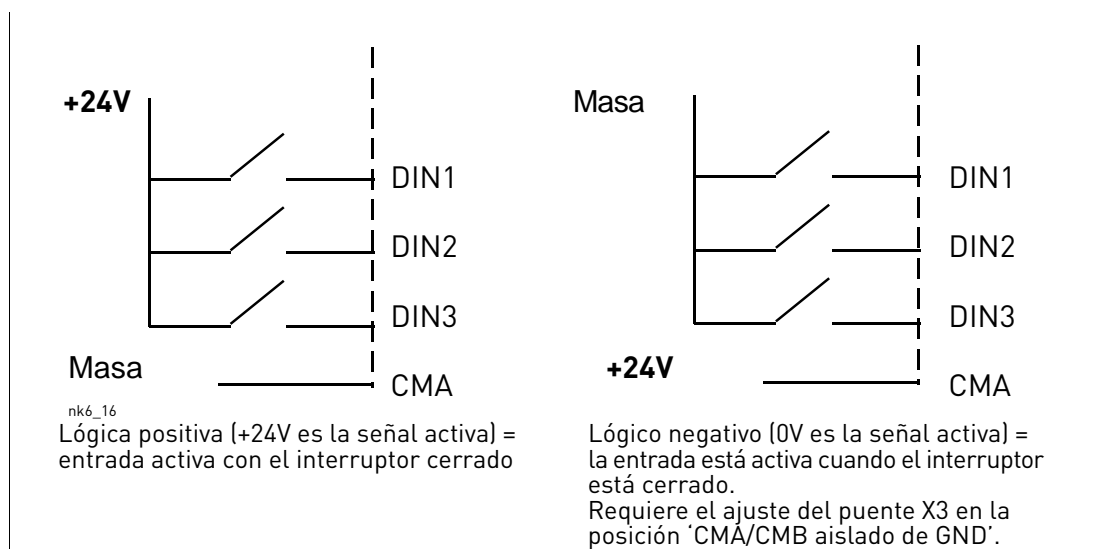 +24V
DIN1
DIN2
DIN3
Masa
CMA
nk6_16
Lógica positiva (+24V es la señal activa) =
entrada activa con el interruptor cerrado
Masa
DIN1
DIN2
DIN3
+24V
CMA
Lógico negativo (0V es la señal activa) =
la entrada está activa cuando el interruptor
está cerrado.
Requiere el ajuste del puente X3 en la
posición ‘CMA/CMB aislado de GND’.